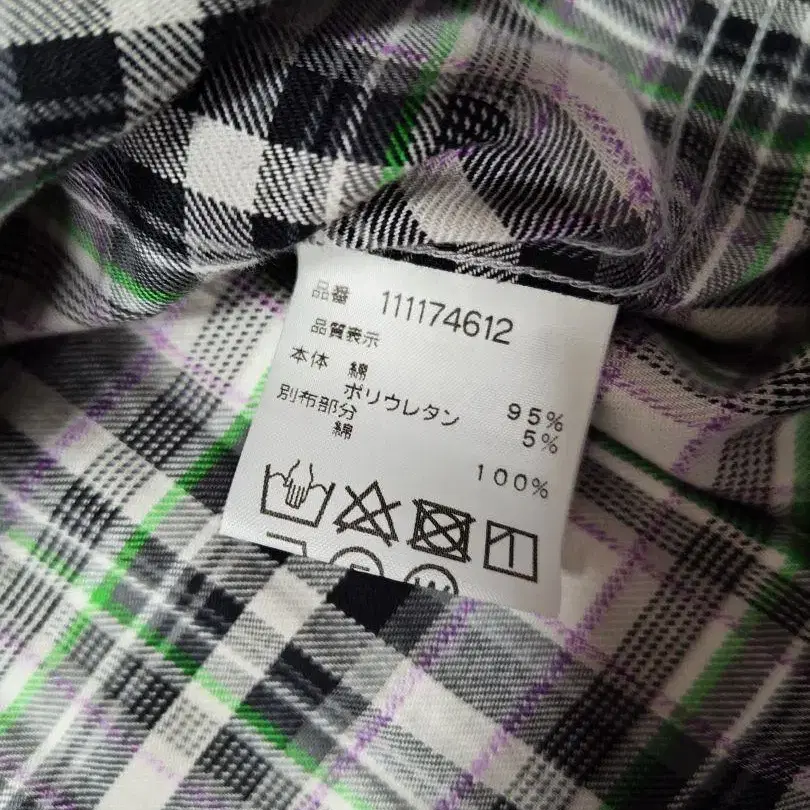 品番 111174612
品質表示
本体 綿 95%
ポリウレタン 5%
別布部分
綿 100%